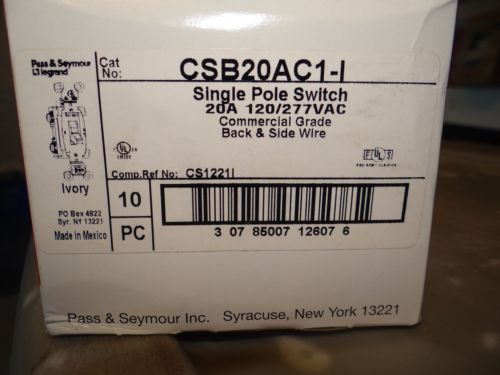 Pass & Seymour
Legrand
Cat
No:
CSB20AC1-I
Single Pole Switch
20A 120/277VAC
Commercial Grade
Back & Side Wire
Comp.Ref No: CS1221I
Ivory
PO Box 4822
Syr. NY 13221
Made in Mexico
10
PC
3 07 85007 12607 6
Pass & Seymour Inc. Syracuse, New York 13221